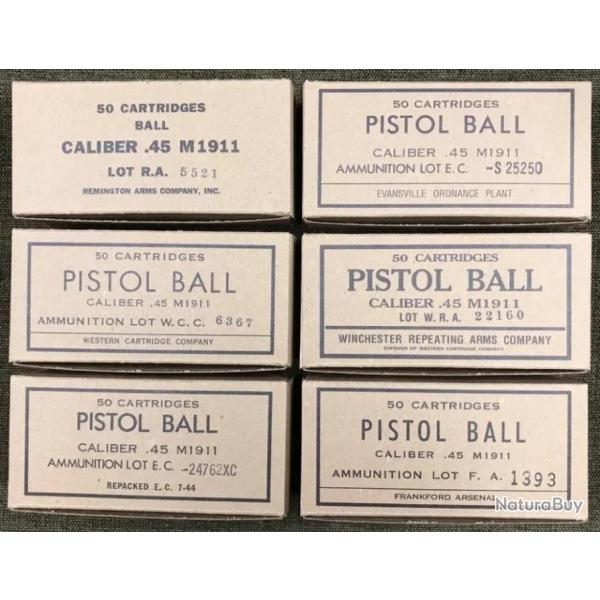 50 CARTRIDGES
BALL
CALIBER .45 M1911
LOT R.A. 5521
REMINGTON ARMS COMPANY, INC.
50 CARTRIDGES
PISTOL BALL
CALIBER .45 M1911
AMMUNITION LOT E.C. -S 2525O
EVANSVILLE ORDNANCE PLANT
50 CARTRIDGES
PISTOL BALL
CALIBER .45 M1911
AMMUNITION LOT W.C.C. 6367
WESTERN CARTRIDGE COMPANY
50 CARTRIDGES
PISTOL BALL
CALIBER .45 M1911
LOT W.R.A. 22160
WINCHESTER REPEATING ARMS COMPANY
DIVISION OF WESTERN CARTRIDGE COMPANY
50 CARTRIDGES
PISTOL BALL
CALIBER .45 M1911
AMMUNITION LOT E.C. -24762XC
REPACKED E.C. 7-44
50 CARTRIDGES
PISTOL BALL
CALIBER .45 M1911
AMMUNITION LOT F. A. 1393
FRANKFORD ARSENAL
NaturaBuy